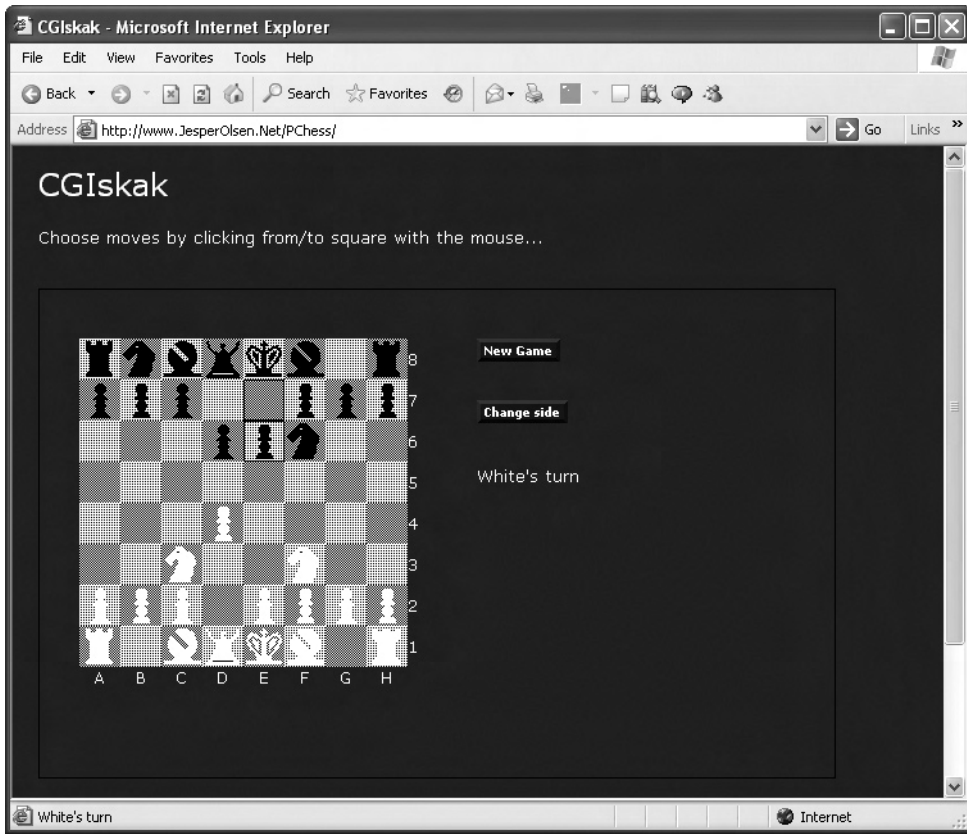 CGIskak - Microsoft Internet Explorer
File Edit View Favorites Tools Help
Back Search Favorites
Address http://www.JesperOlsen.Net/PChess/ Go Links »
CGIskak
Choose moves by clicking from/to square with the mouse...
8 New Game
7 Change side
6
5 White's turn
4
3
2
1
A B C D E F G H
White's turn Internet